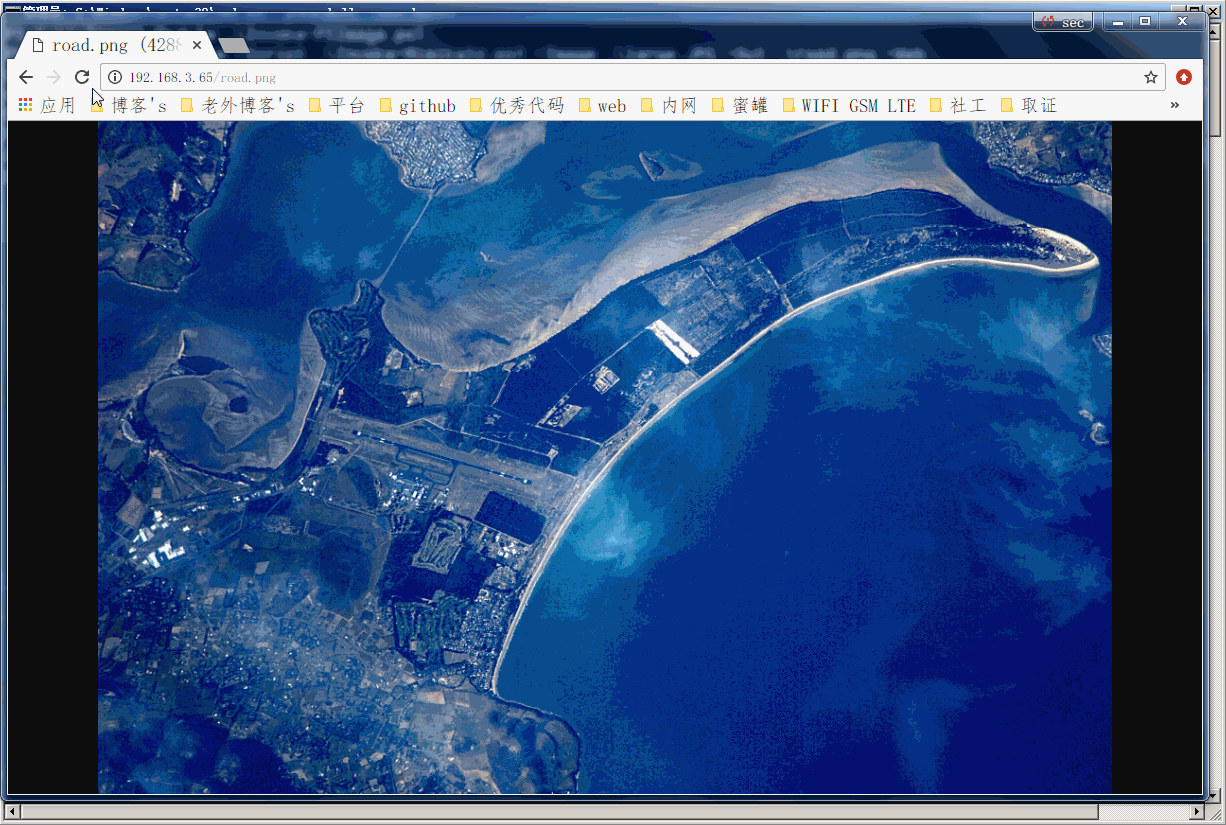 sec
road.png (4288
192.168.3.65/road.png
应用 博客's 老外博客's 平台 github 优秀代码 web 内网 蜜罐 WIFI GSM LTE 社工 取证 »